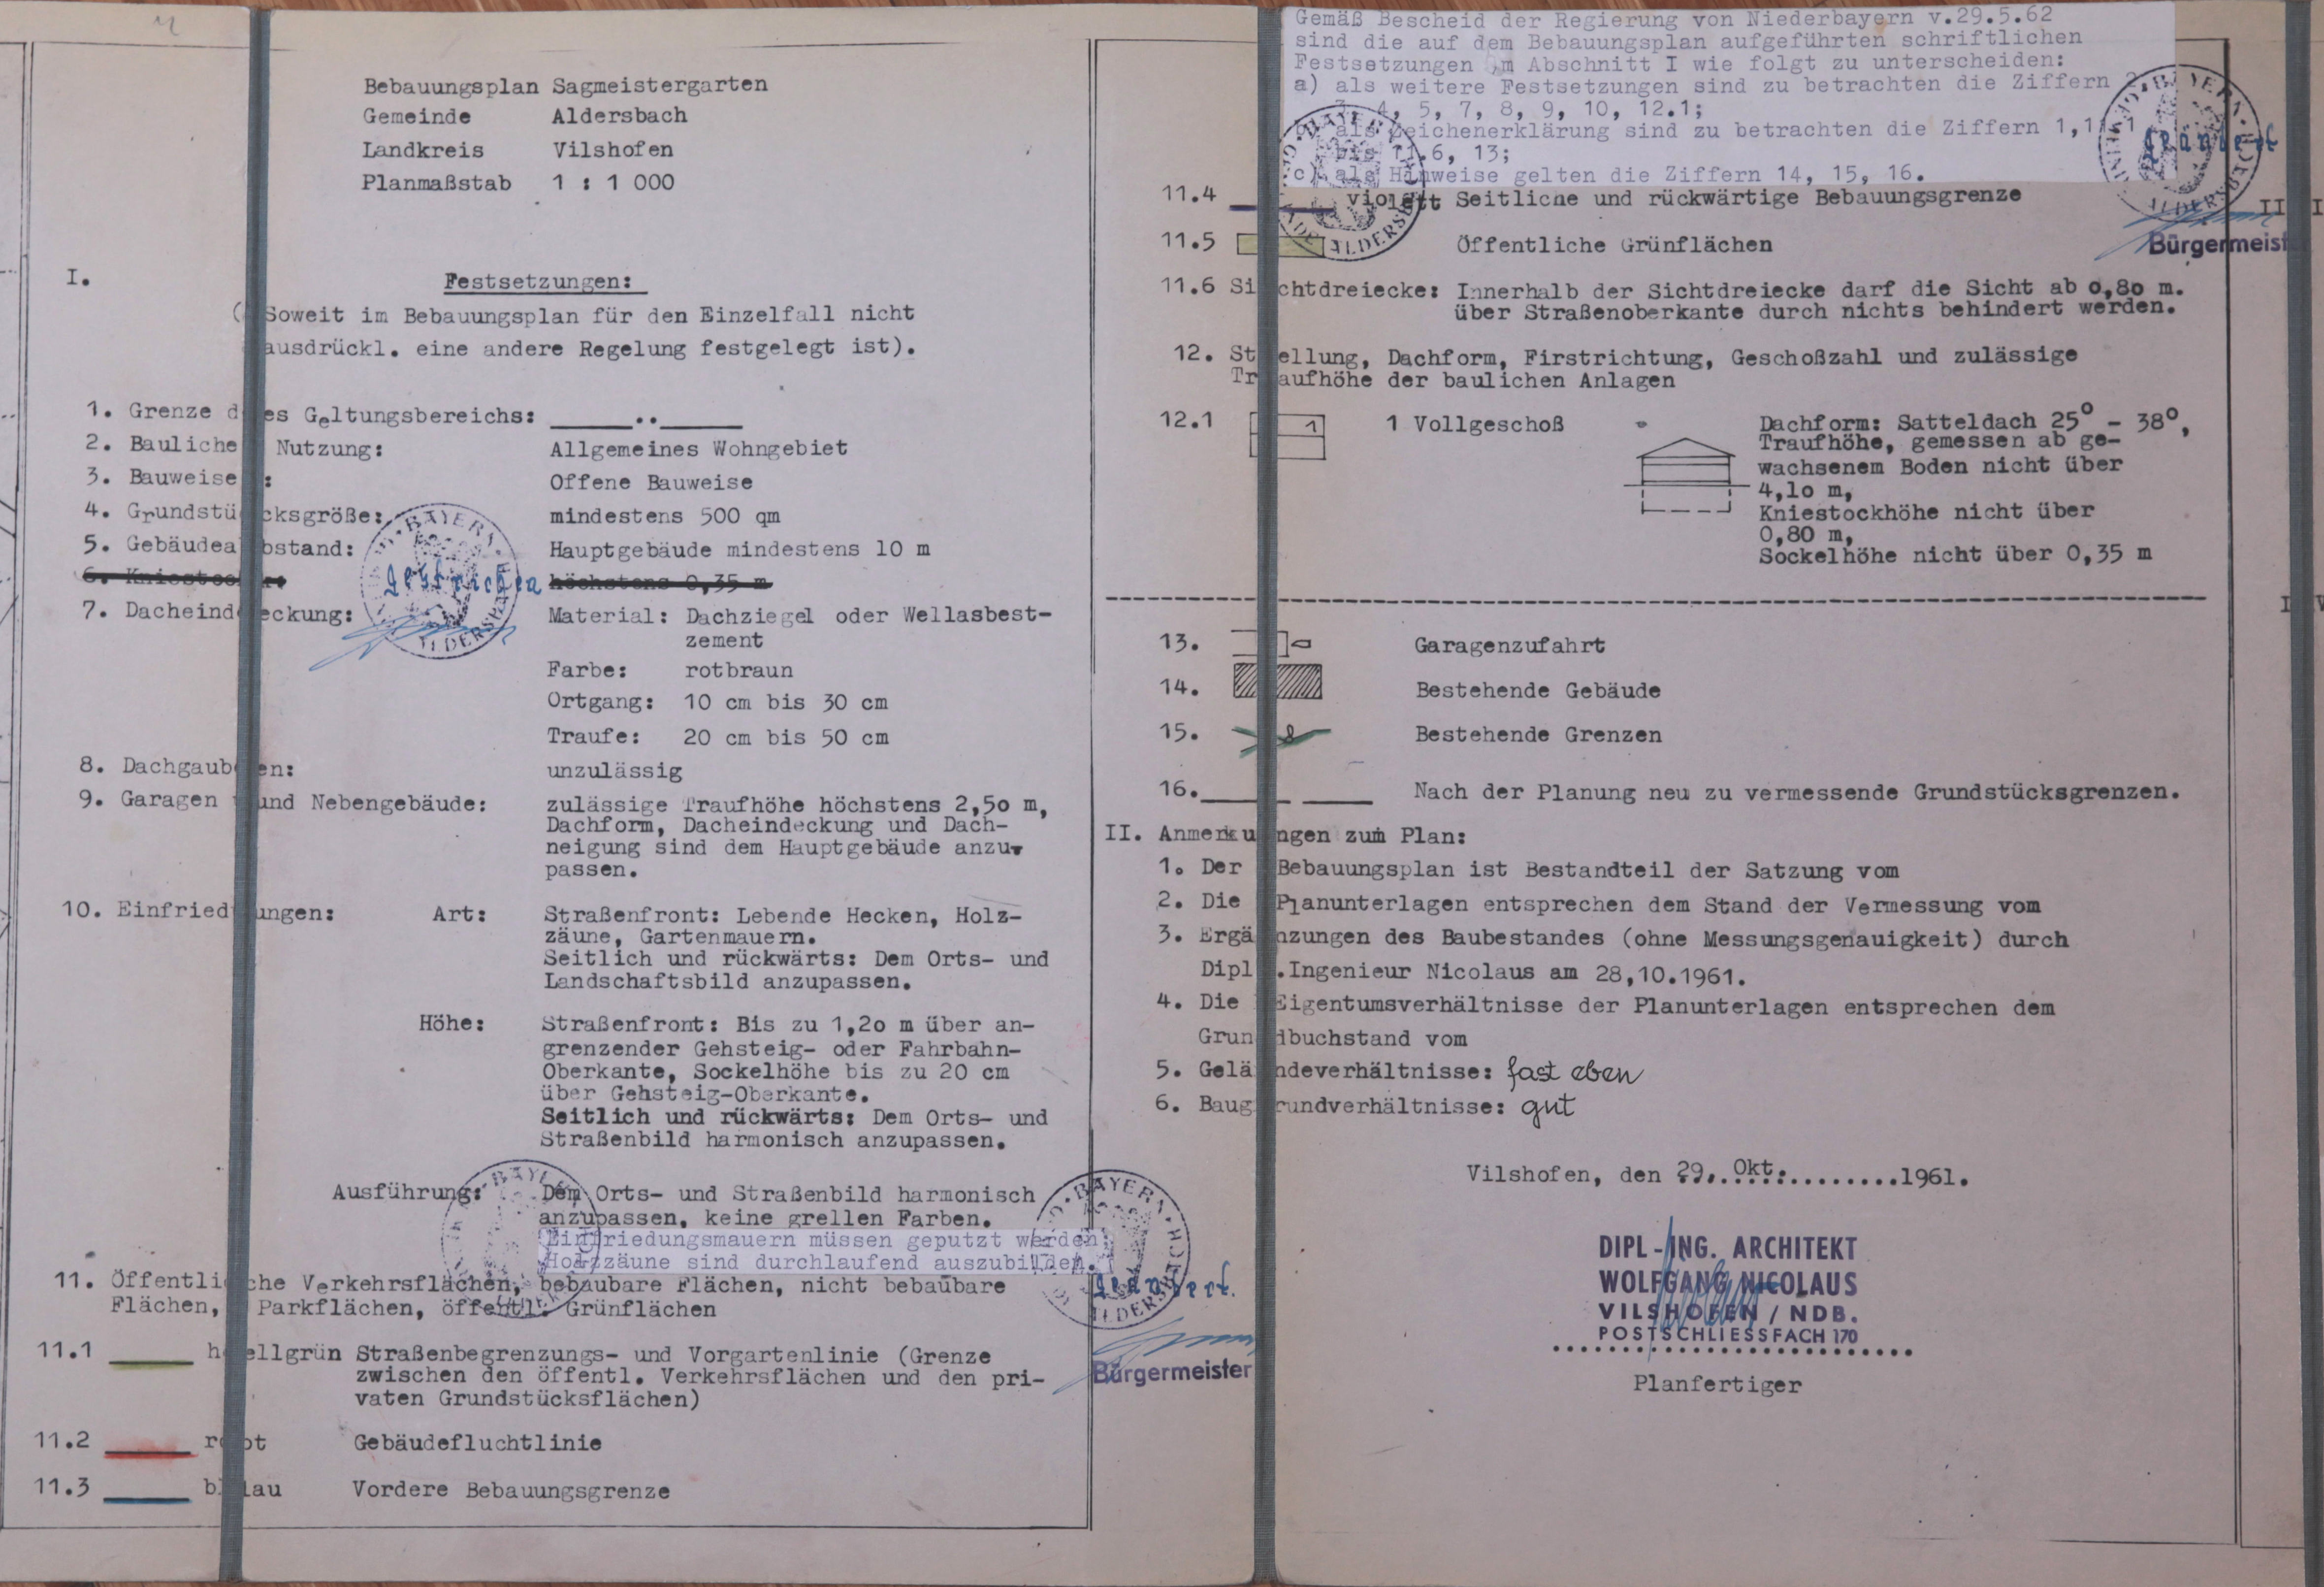 Bebauungsplan Sagmeistergarten
Gemeinde Aldersbach
Landkreis Vilshofen
Planmaßstab 1 : 1 000
I. Festsetzungen:
( Soweit im Bebauungsplan für den Einzelfall nicht
ausdrückl. eine andere Regelung festgelegt ist).
1. Grenze des Geltungsbereichs:
2. Bauliche Nutzung: Allgemeines Wohngebiet
3. Bauweise : Offene Bauweise
4. Grundstücksgröße: mindestens 500 qm
5. Gebäudeabstand: Hauptgebäude mindestens 10 m
6. Kniestock: gestrichen höchstens 0,35 m
7. Dacheindeckung: Material: Dachziegel oder Wellasbest-
zement
Farbe: rotbraun
Ortgang: 10 cm bis 30 cm
Traufe: 20 cm bis 50 cm
8. Dachgauben: unzulässig
9. Garagen und Nebengebäude: zulässige Traufhöhe höchstens 2,50 m,
Dachform, Dacheindeckung und Dach-
neigung sind dem Hauptgebäude anzu-
passen.
10. Einfriedungen: Art: Straßenfront: Lebende Hecken, Holz-
zäune, Gartenmauern.
Seitlich und rückwärts: Dem Orts- und
Landschaftsbild anzupassen.
Höhe: Straßenfront: Bis zu 1,20 m über an-
grenzender Gehsteig- oder Fahrbahn-
Oberkante, Sockelhöhe bis zu 20 cm
über Gehsteig-Oberkante.
Seitlich und rückwärts: Dem Orts- und
Straßenbild harmonisch anzupassen.
Ausführung: Dem Orts- und Straßenbild harmonisch
anzupassen, keine grellen Farben.
Einfriedungsmauern müssen geputzt werden
Holzzäune sind durchlaufend auszubilden.
geändert.
Bürgermeister
11. Öffentliche Verkehrsflächen, bebaubare Flächen, nicht bebaubare
Flächen, Parkflächen, öffentl. Grünflächen
11.1 hellgrün Straßenbegrenzungs- und Vorgartenlinie (Grenze
zwischen den öffentl. Verkehrsflächen und den pri-
vaten Grundstücksflächen)
11.2 rot Gebäudefluchtlinie
11.3 blau Vordere Bebauungsgrenze
Gemäß Bescheid der Regierung von Niederbayern v.29.5.62
sind die auf dem Bebauungsplan aufgeführten schriftlichen
Festsetzungen im Abschnitt I wie folgt zu unterscheiden:
a) als weitere Festsetzungen sind zu betrachten die Ziffern
3, 4, 5, 7, 8, 9, 10, 12.1;
als Zeichenerklärung sind zu betrachten die Ziffern 1,
bis 11.6, 13;
c) als Hinweise gelten die Ziffern 14, 15, 16.
geändert
Bürgermeist
11.4 violett Seitliche und rückwärtige Bebauungsgrenze
11.5 Öffentliche Grünflächen
11.6 Sichtdreiecke: Innerhalb der Sichtdreiecke darf die Sicht ab 0,80 m.
über Straßenoberkante durch nichts behindert werden.
12. Stellung, Dachform, Firstrichtung, Geschoßzahl und zulässige
Traufhöhe der baulichen Anlagen
12.1 1 1 Vollgeschoß Dachform: Satteldach 25° - 38°,
Traufhöhe, gemessen ab ge-
wachsenem Boden nicht über
4,10 m,
Kniestockhöhe nicht über
0,80 m,
Sockelhöhe nicht über 0,35 m
13. Garagenzufahrt
14. Bestehende Gebäude
15. Bestehende Grenzen
16. Nach der Planung neu zu vermessende Grundstücksgrenzen.
II. Anmerkungen zum Plan:
1. Der Bebauungsplan ist Bestandteil der Satzung vom
2. Die Planunterlagen entsprechen dem Stand der Vermessung vom
3. Ergänzungen des Baubestandes (ohne Messungsgenauigkeit) durch
Dipl.Ingenieur Nicolaus am 28,10.1961.
4. Die Eigentumsverhältnisse der Planunterlagen entsprechen dem
Grundbuchstand vom
5. Geländeverhältnisse: fast eben
6. Baugrundverhältnisse: gut
Vilshofen, den 29. Okt. 1961.
DIPL-ING. ARCHITEKT
WOLFGANG NICOLAUS
VILSHOFEN / NDB.
POSTSCHLIESSFACH 170
Planfertiger